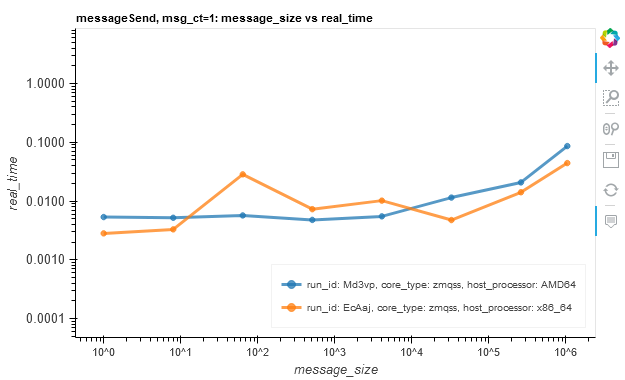 messageSend, msg_ct=1: message_size vs real_time
1.0000
0.1000
0.0100
0.0010
0.0001
real_time
run_id: Md3vp, core_type: zmqss, host_processor: AMD64
run_id: EcAaj, core_type: zmqss, host_processor: x86_64
10^0
10^1
10^2
10^3
10^4
10^5
10^6
message_size